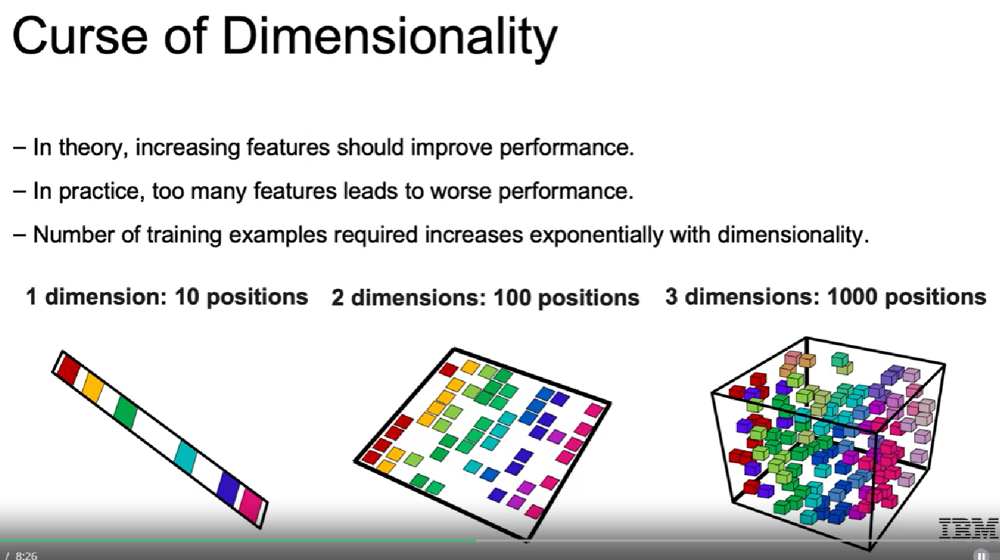 Curse of Dimensionality
– In theory, increasing features should improve performance.
– In practice, too many features leads to worse performance.
– Number of training examples required increases exponentially with dimensionality.
1 dimension: 10 positions
2 dimensions: 100 positions
3 dimensions: 1000 positions
IBM
/ 8:26